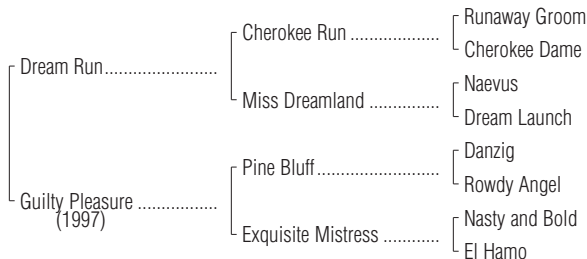 Runaway Groom
Cherokee Run ....................
Cherokee Dame
Dream Run.........................
Naevus
Miss Dreamland ................
Dream Launch
Danzig
Pine Bluff...........................
Rowdy Angel
Guilty Pleasure .................
(1997)
Nasty and Bold
Exquisite Mistress ............
El Hamo